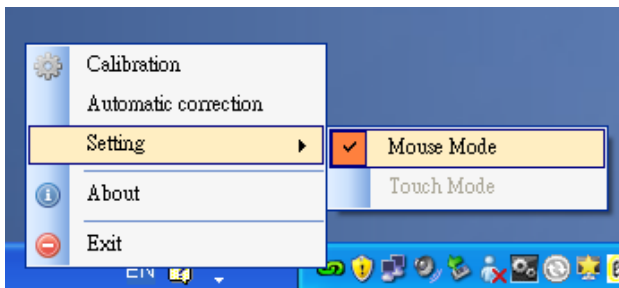 Calibration
Automatic correction
Setting
Mouse Mode
Touch Mode
About
Exit
EN